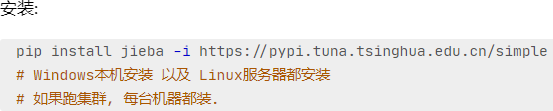 安装:
pip install jieba -i https://pypi.tuna.tsinghua.edu.cn/simple
# Windows本机安装 以及 Linux服务器都安装
# 如果跑集群, 每台机器都装.